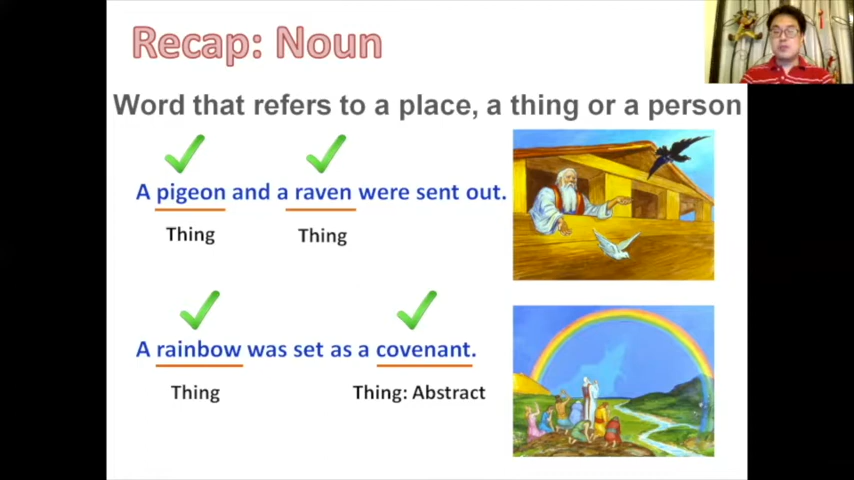 Recap: Noun
Word that refers to a place, a thing or a person
A pigeon and a raven were sent out.
Thing Thing
A rainbow was set as a covenant.
Thing Thing: Abstract